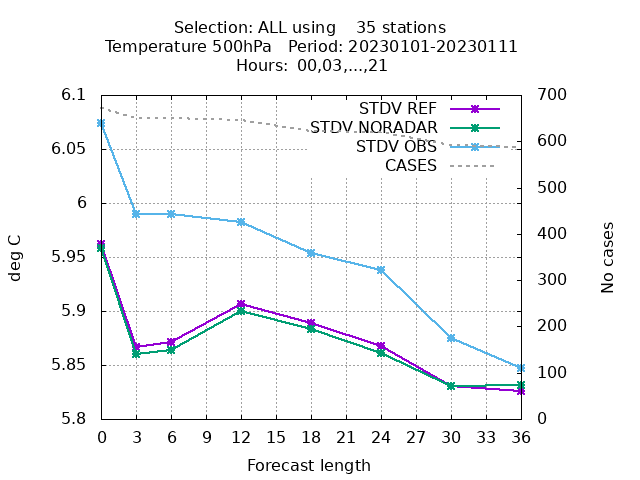 Selection: ALL using    35 stations
Temperature 500hPa   Period: 20230101-20230111
Hours: 00,03,...,21
6.1
6.05
6
5.95
5.9
5.85
5.8
deg C
STDV REF
STDV NORADAR
STDV OBS
CASES
700
600
500
400
300
200
100
0
No cases
0 3 6 9 12 15 18 21 24 27 30 33 36
Forecast length